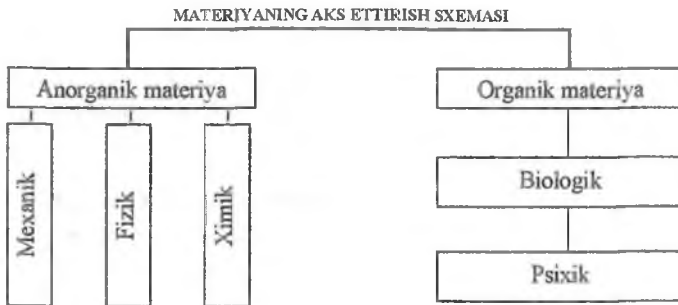 MATERIYANING AKS ETTIRISH SXEMASI
Anorganik materiya
Organik materiya
Mexanik
Fizik
Ximik
Biologik
Psixik